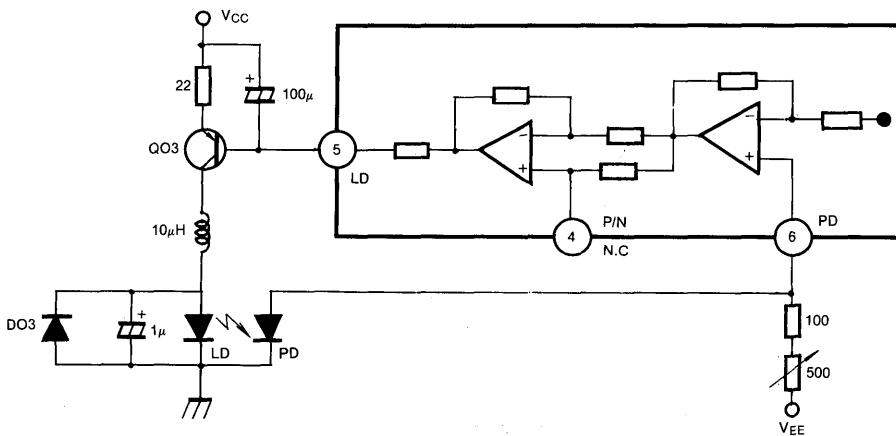 VCC
22
+
100μ
QO3
5
LD
−
+
−
+
10μH
P/N
4
N.C
6
PD
DO3
+
1μ
LD
PD
100
500
VEE